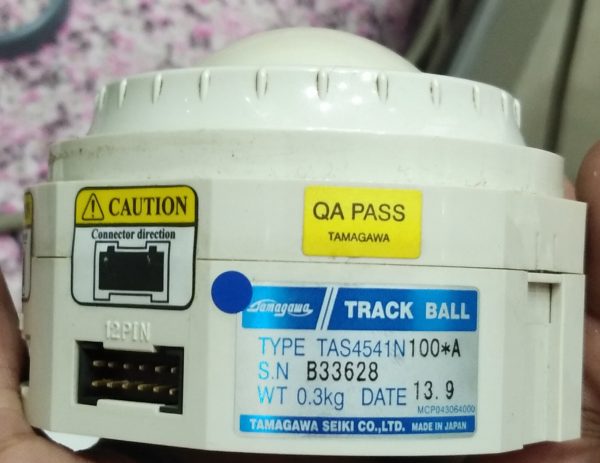 CAUTION
Connector direction
12PIN
QA PASS
TAMAGAWA
Tamagawa
TRACK BALL
TYPE TAS4541N100*A
S.N B33628
WT 0.3kg DATE 13.9
MCP043064000
TAMAGAWA SEIKI CO.,LTD. MADE IN JAPAN